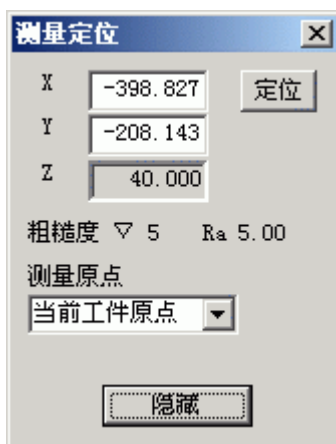 测量定位
X -398.827 定位
Y -208.143
Z 40.000
粗糙度 ▽ 5 Ra 5.00
测量原点
当前工件原点
隐藏